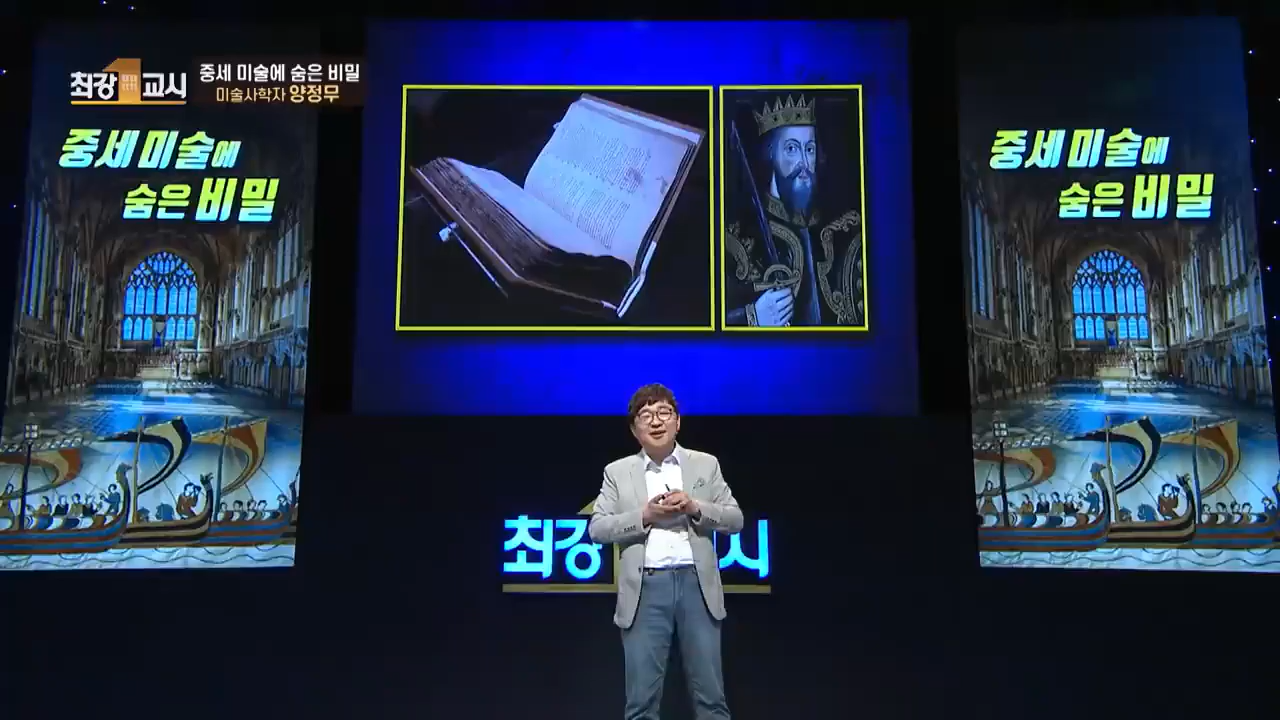 최강1교시
중세 미술에 숨은 비밀
미술사학자 양정무
중세 미술에
숨은 비밀
중세 미술에
숨은 비밀
최강 교시